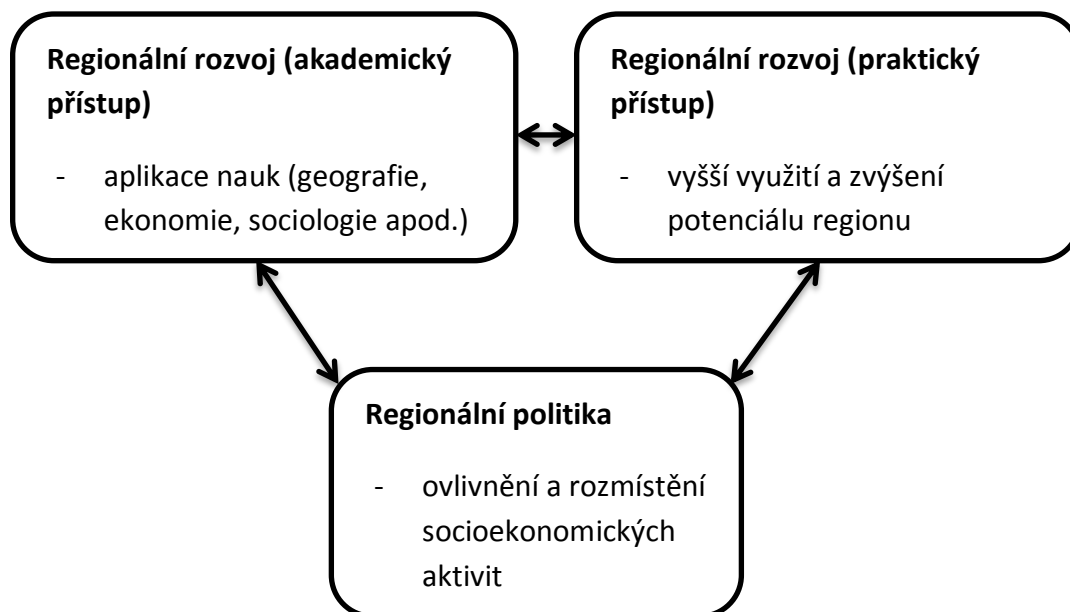 Regionální rozvoj (akademický
přístup)
- aplikace nauk (geografie,
ekonomie, sociologie apod.)
Regionální rozvoj (praktický
přístup)
- vyšší využití a zvýšení
potenciálu regionu
Regionální politika
- ovlivnění a rozmístění
socioekonomických
aktivit